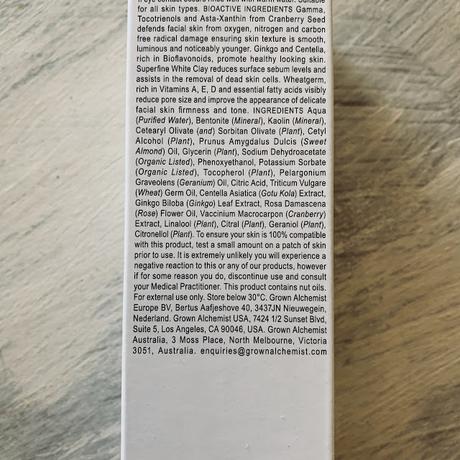 if eye contact occurs rinse well with warm water. Suitable
for all skin types. BIOACTIVE INGREDIENTS Gamma,
Tocotrienols and Asta-Xanthin from Cranberry Seed
defends facial skin from oxygen, nitrogen and carbon
free radical damage ensuring skin texture is smooth,
luminous and noticeably younger. Ginkgo and Centella,
rich in Bioflavonoids, promote healthy looking skin.
Superfine White Clay reduces surface sebum levels and
assists in the removal of dead skin cells. Wheatgerm,
rich in Vitamins A, E, D and essential fatty acids visibly
reduce pore size and improve the appearance of delicate
facial skin firmness and tone. INGREDIENTS Aqua
(Purified Water), Bentonite (Mineral), Kaolin (Mineral),
Cetearyl Olivate (and) Sorbitan Olivate (Plant), Cetyl
Alcohol (Plant), Prunus Amygdalus Dulcis (Sweet
Almond) Oil, Glycerin (Plant), Sodium Dehydroacetate
(Organic Listed), Phenoxyethanol, Potassium Sorbate
(Organic Listed), Tocopherol (Plant), Pelargonium
Graveolens (Geranium) Oil, Citric Acid, Triticum Vulgare
(Wheat) Germ Oil, Centella Asiatica (Gotu Kola) Extract,
Ginkgo Biloba (Ginkgo) Leaf Extract, Rosa Damascena
(Rose) Flower Oil, Vaccinium Macrocarpon (Cranberry)
Extract, Linalool (Plant), Citral (Plant), Geraniol (Plant),
Citronellol (Plant). To ensure your skin is 100% compatible
with this product, test a small amount on a patch of skin
prior to use. It is extremely unlikely you will experience a
negative reaction to this or any of our products, however
if for some reason you do, discontinue use and consult
your Medical Practitioner. This product contains nut oils.
For external use only. Store below 30°C. Grown Alchemist
Europe BV, Bertus Aafjeshove 40, 3437JN Nieuwegein,
Nederland. Grown Alchemist USA, 7424 1/2 Sunset Blvd,
Suite 5, Los Angeles, CA 90046, USA. Grown Alchemist
Australia, 3 Moss Place, North Melbourne, Victoria
3051, Australia. enquiries@grownalchemist.com